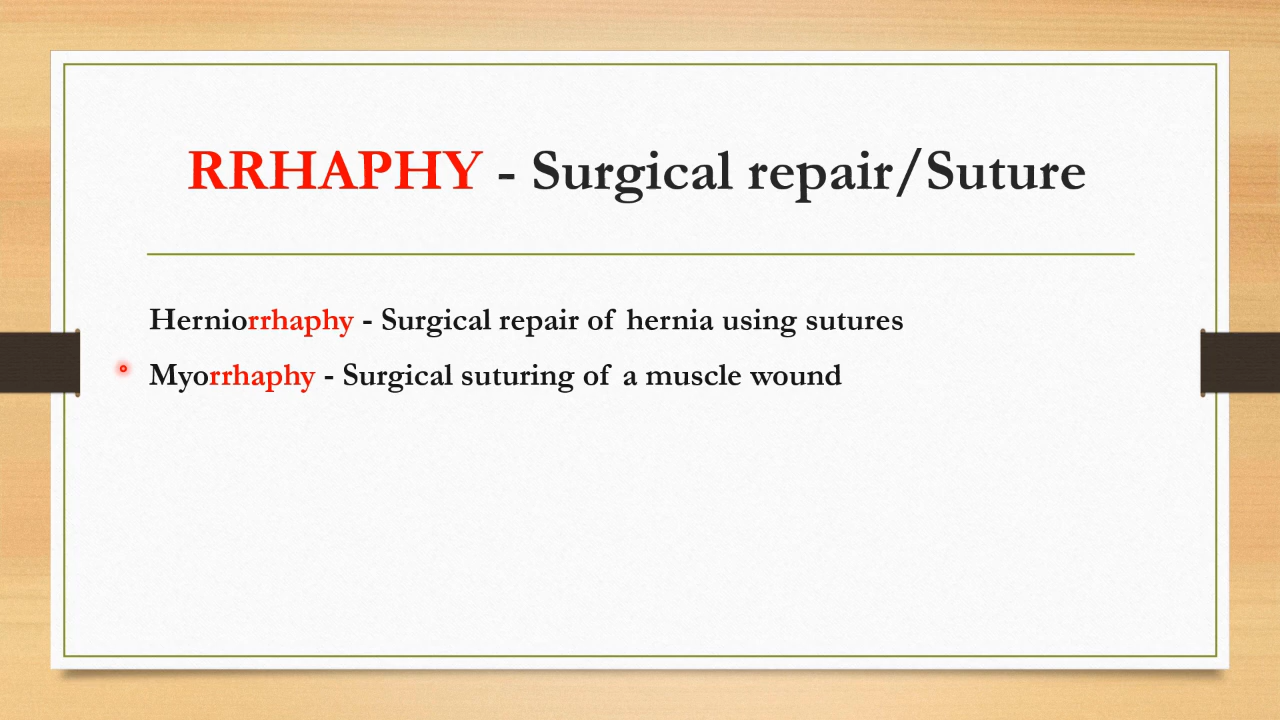 RRHAPHY - Surgical repair/Suture
Herniorrhaphy - Surgical repair of hernia using sutures
Myorrhaphy - Surgical suturing of a muscle wound